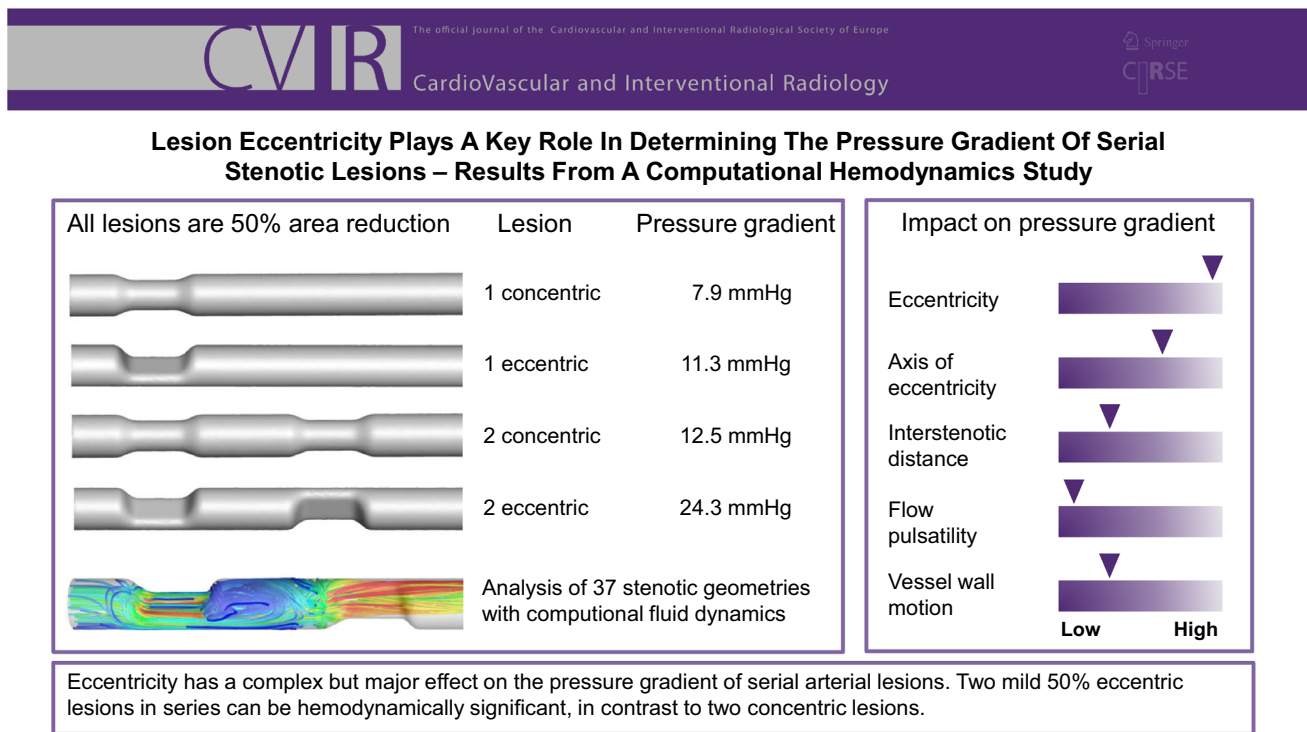 CVIR
The official journal of the Cardiovascular and Interventional Radiological Society of Europe
CardioVascular and Interventional Radiology
Springer
CIRSE
Lesion Eccentricity Plays A Key Role In Determining The Pressure Gradient Of Serial
Stenotic Lesions – Results From A Computational Hemodynamics Study
All lesions are 50% area reduction Lesion Pressure gradient
1 concentric 7.9 mmHg
1 eccentric 11.3 mmHg
2 concentric 12.5 mmHg
2 eccentric 24.3 mmHg
Analysis of 37 stenotic geometries
with computional fluid dynamics
Impact on pressure gradient
Eccentricity
Axis of
eccentricity
Interstenotic
distance
Flow
pulsatility
Vessel wall
motion
Low High
Eccentricity has a complex but major effect on the pressure gradient of serial arterial lesions. Two mild 50% eccentric
lesions in series can be hemodynamically significant, in contrast to two concentric lesions.